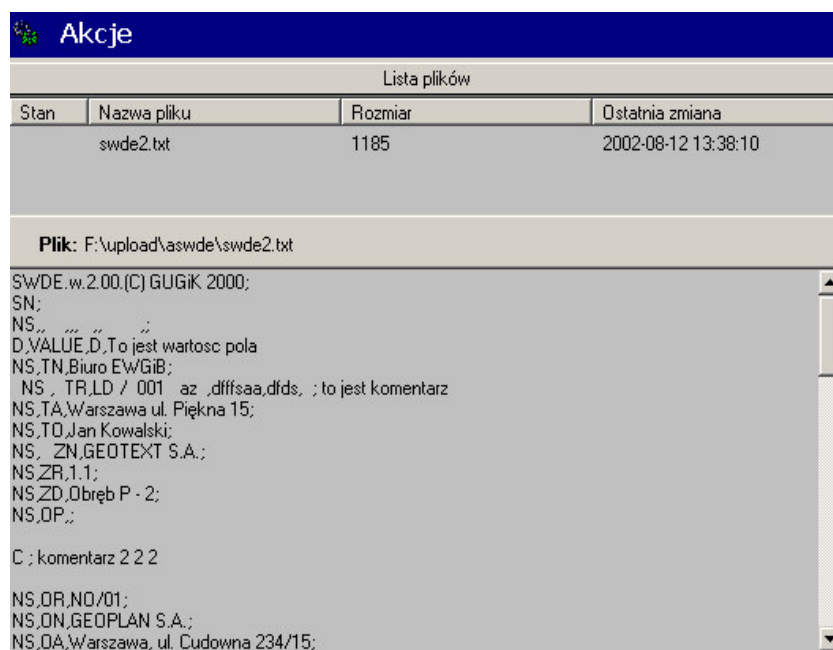 Akcje
Lista plików
Stan Nazwa pliku Rozmiar Ostatnia zmiana
swde2.txt 1185 2002-08-12 13:38:10
Plik: F:\upload\aswde\swde2.txt
SWDE.w.2.00.(C) GUGiK 2000;
SN;
NS,, ,,, ,, ,;
D,VALUE,D,To jest wartosc pola
NS,TN,Biuro EWGiB;
NS , TR,LD / 001 az ,dfffsaa,dfds, ; to jest komentarz
NS,TA,Warszawa ul. Piękna 15;
NS,TO,Jan Kowalski;
NS, ZN,GEOTEXT S.A.;
NS,ZR,1.1;
NS,ZD,Obręb P - 2;
NS,OP,;
C ; komentarz 2 2 2
NS,OR,NO/01;
NS,ON,GEOPLAN S.A.;
NS,OA,Warszawa, ul. Cudowna 234/15;